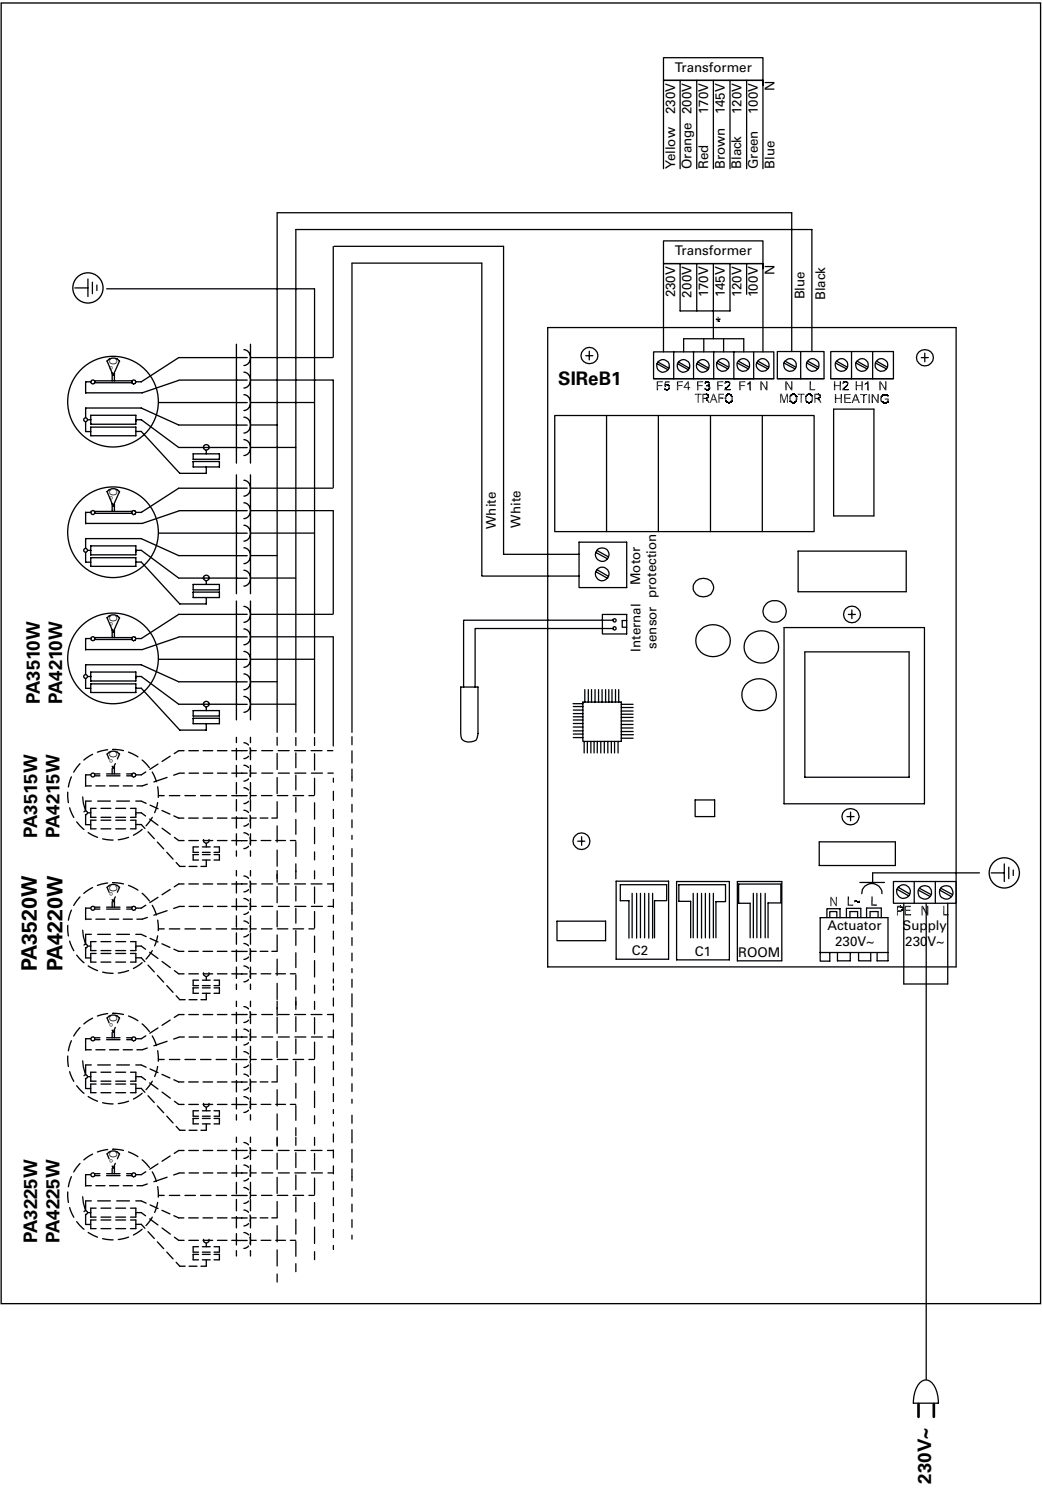 Transformer
Yellow 230V
Orange 200V
Red 170V
Brown 145V
Black 120V
Green 100V
Blue N
Transformer
230V
200V
170V
145V
120V
100V
N
*
Blue
Black
SIReB1
F5 F4 F3 F2 F1 N N L H2 H1 N
TRAFO MOTOR HEATING
White
White
Motor
protection
Internal
sensor
PA3510W
PA4210W
PA3515W
PA4215W
PA3520W
PA4220W
PA3225W
PA4225W
C2
C1
ROOM
N L~ L
Actuator
230V~
PE N L
Supply
230V~
230V~